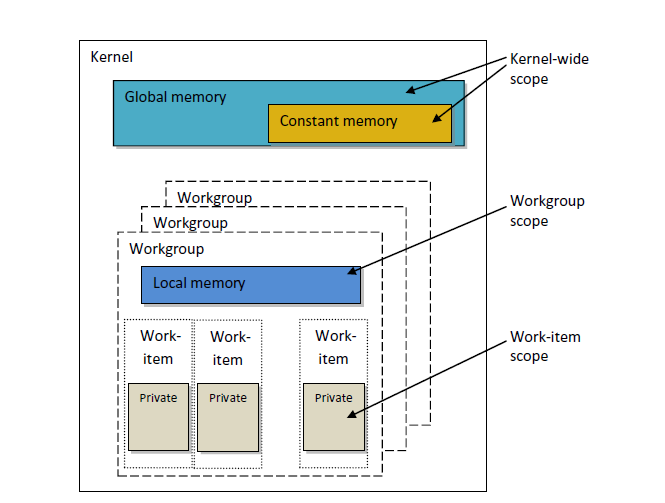 Kernel
Kernel-wide
scope
Global memory
Constant memory
Workgroup
Workgroup
Workgroup
Workgroup
scope
Local memory
Work-
item
Work-
item
Work-
item
Work-item
scope
Private
Private
Private